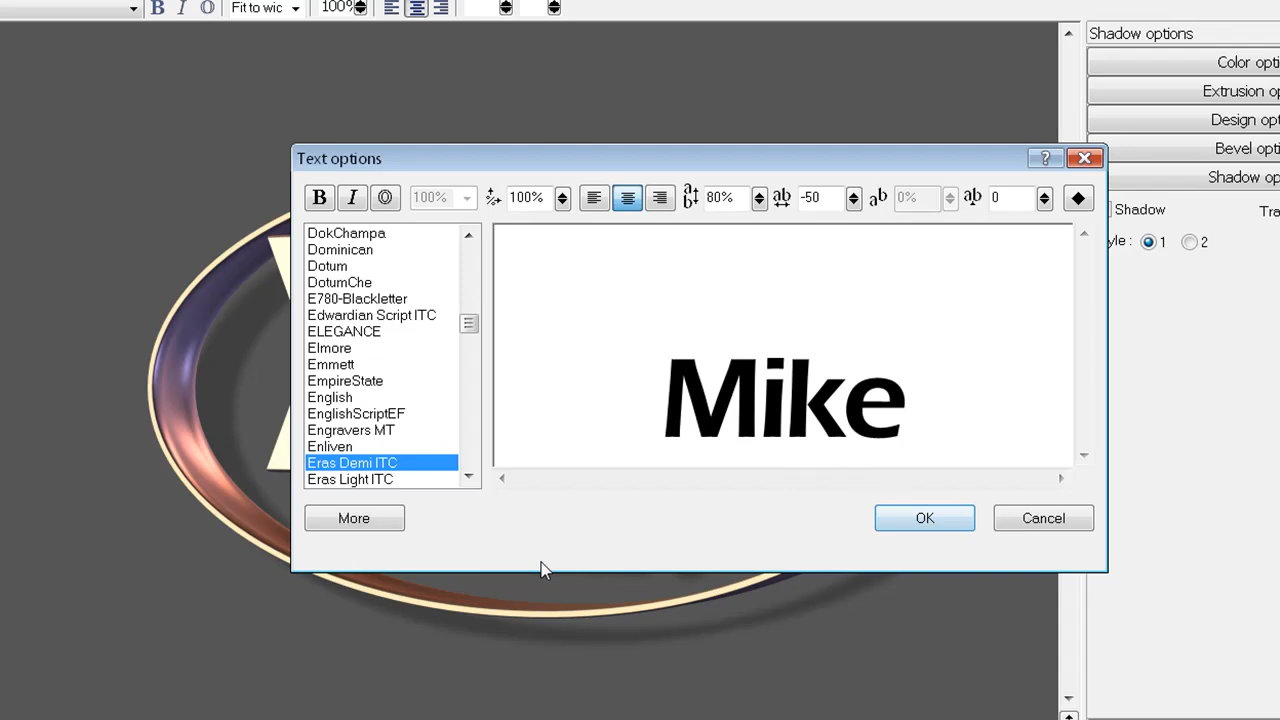 B I O Fit to wic 100%
Shadow options
Color opti
Extrusion op
Design opt
Bevel opti
Shadow op
Shadow Tra
yle : 1 2
Text options ?
B I O 100% 100% 80% ab -50 ab 0% ab 0
DokChampa
Dominican
Dotum
DotumChe
E780-Blackletter
Edwardian Script ITC
ELEGANCE
Elmore
Emmett
EmpireState
English
EnglishScriptEF
Engravers MT
Enliven
Eras Demi ITC
Eras Light ITC
Mike
More
OK
Cancel